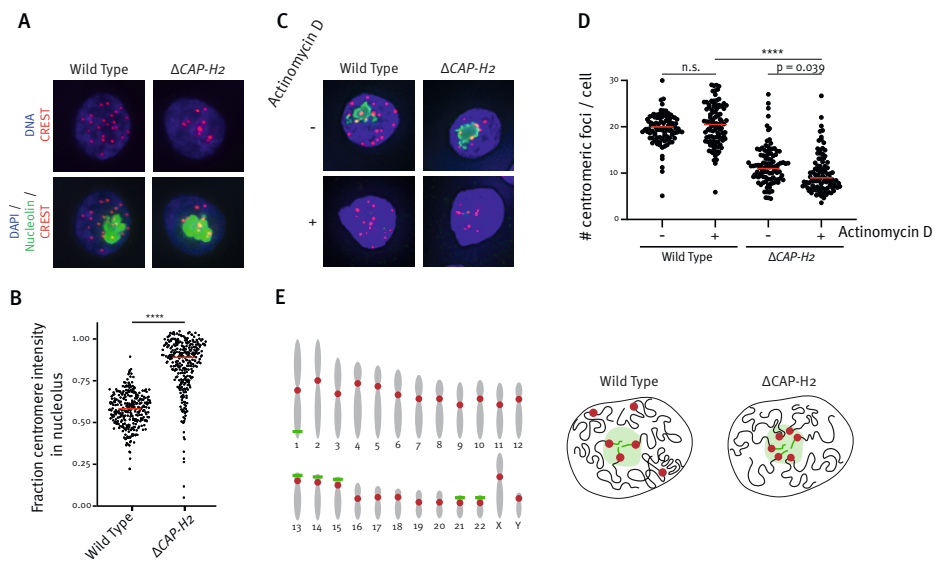 A
Wild Type
ΔCAP-H2
DNA
CREST
DAPI /
Nucleolin /
CREST
B
****
Fraction centromere intensity
in nucleolus
1.00
0.75
0.50
0.25
0.00
Wild Type
ΔCAP-H2
C
Actinomycin D
Wild Type
ΔCAP-H2
-
+
D
****
n.s.
p = 0.039
# centromeric foci / cell
30
20
10
0
- + - + Actinomycin D
Wild Type
ΔCAP-H2
E
1 2 3 4 5 6 7 8 9 10 11 12
13 14 15 16 17 18 19 20 21 22 X Y
Wild Type
ΔCAP-H2